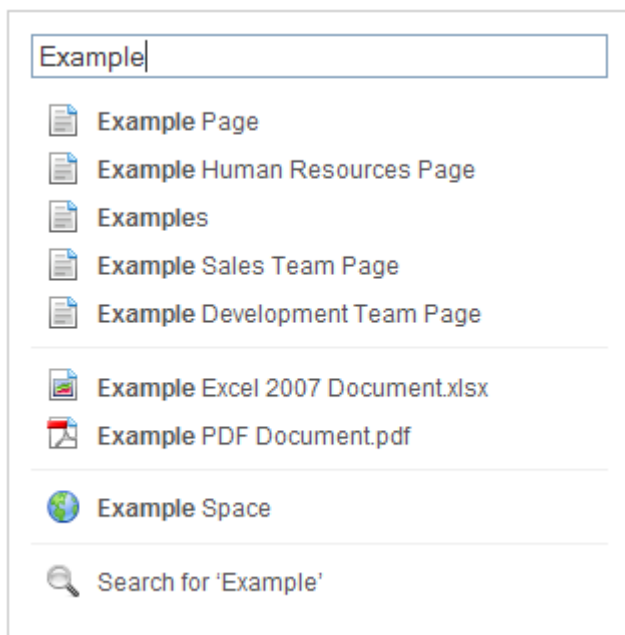 Example
Example Page
Example Human Resources Page
Examples
Example Sales Team Page
Example Development Team Page
Example Excel 2007 Document.xlsx
Example PDF Document.pdf
Example Space
Search for ‘Example’